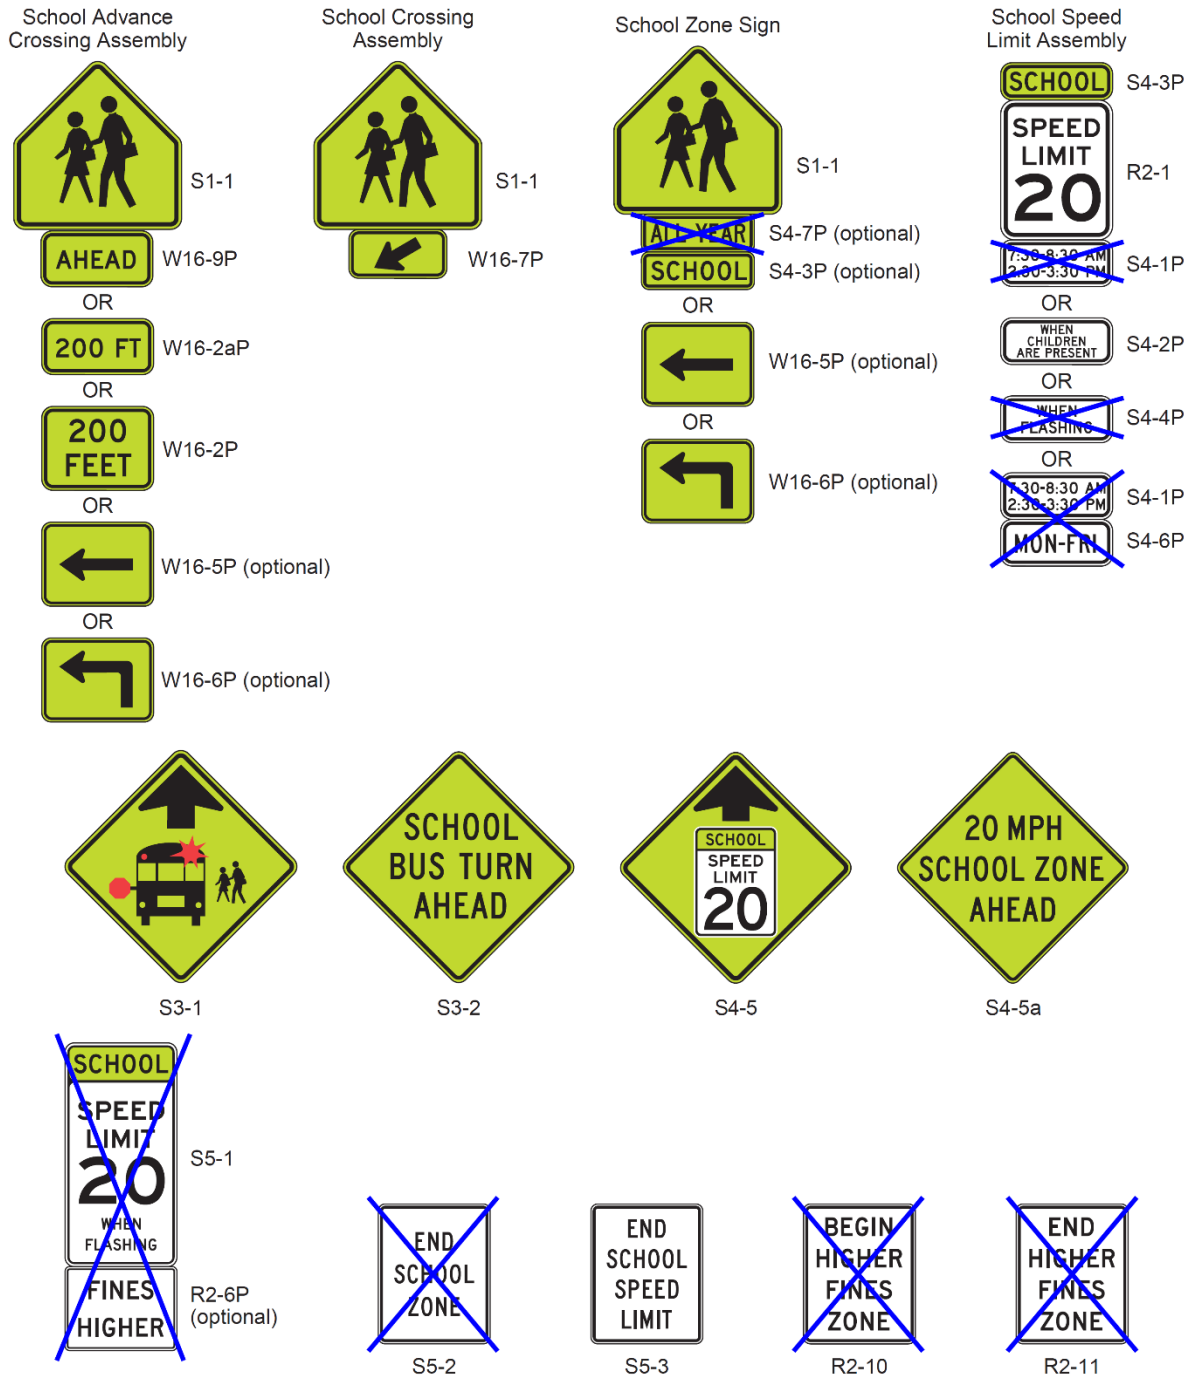 School Advance
Crossing Assembly
S1-1
AHEAD
W16-9P
OR
200 FT
W16-2aP
OR
200
FEET
W16-2P
OR
W16-5P (optional)
OR
W16-6P (optional)
School Crossing
Assembly
S1-1
W16-7P
School Zone Sign
S1-1
ALL YEAR
S4-7P (optional)
SCHOOL
S4-3P (optional)
OR
W16-5P (optional)
OR
W16-6P (optional)
School Speed
Limit Assembly
SCHOOL
S4-3P
SPEED
LIMIT
20
R2-1
7:30-8:30 AM
2:30-3:30 PM
S4-1P
OR
WHEN
CHILDREN
ARE PRESENT
S4-2P
OR
WHEN
FLASHING
S4-4P
OR
7:30-8:30 AM
2:30-3:30 PM
S4-1P
MON-FRI
S4-6P
S3-1
SCHOOL
BUS TURN
AHEAD
S3-2
SCHOOL
SPEED
LIMIT
20
S4-5
20 MPH
SCHOOL ZONE
AHEAD
S4-5a
SCHOOL
SPEED
LIMIT
20
WHEN
FLASHING
S5-1
FINES
HIGHER
R2-6P
(optional)
END
SCHOOL
ZONE
S5-2
END
SCHOOL
SPEED
LIMIT
S5-3
BEGIN
HIGHER
FINES
ZONE
R2-10
END
HIGHER
FINES
ZONE
R2-11